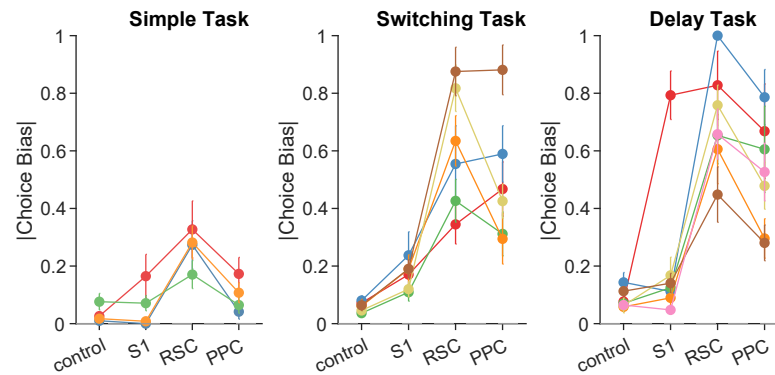 Simple Task
Switching Task
Delay Task
|Choice Bias|
1
0.8
0.6
0.4
0.2
0
control
S1
RSC
PPC
|Choice Bias|
1
0.8
0.6
0.4
0.2
0
control
S1
RSC
PPC
|Choice Bias|
1
0.8
0.6
0.4
0.2
0
control
S1
RSC
PPC